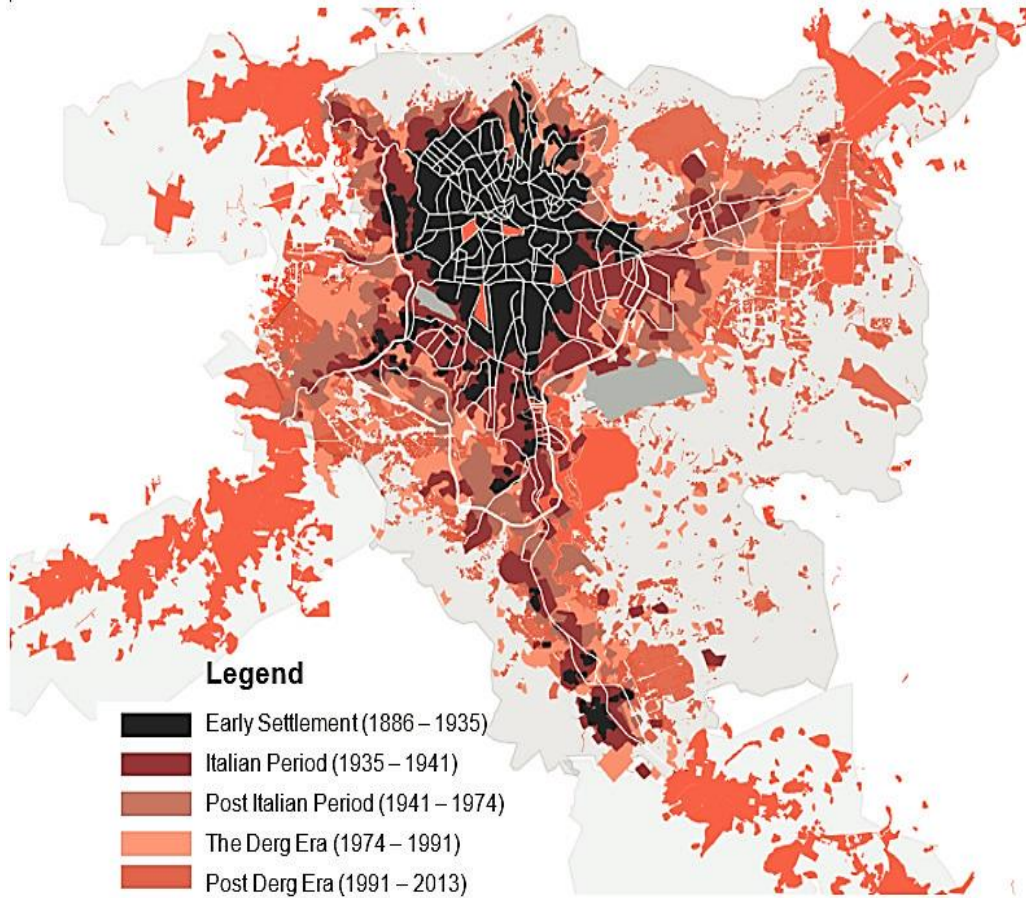 Legend
Early Settlement (1886 – 1935)
Italian Period (1935 – 1941)
Post Italian Period (1941 – 1974)
The Derg Era (1974 – 1991)
Post Derg Era (1991 – 2013)